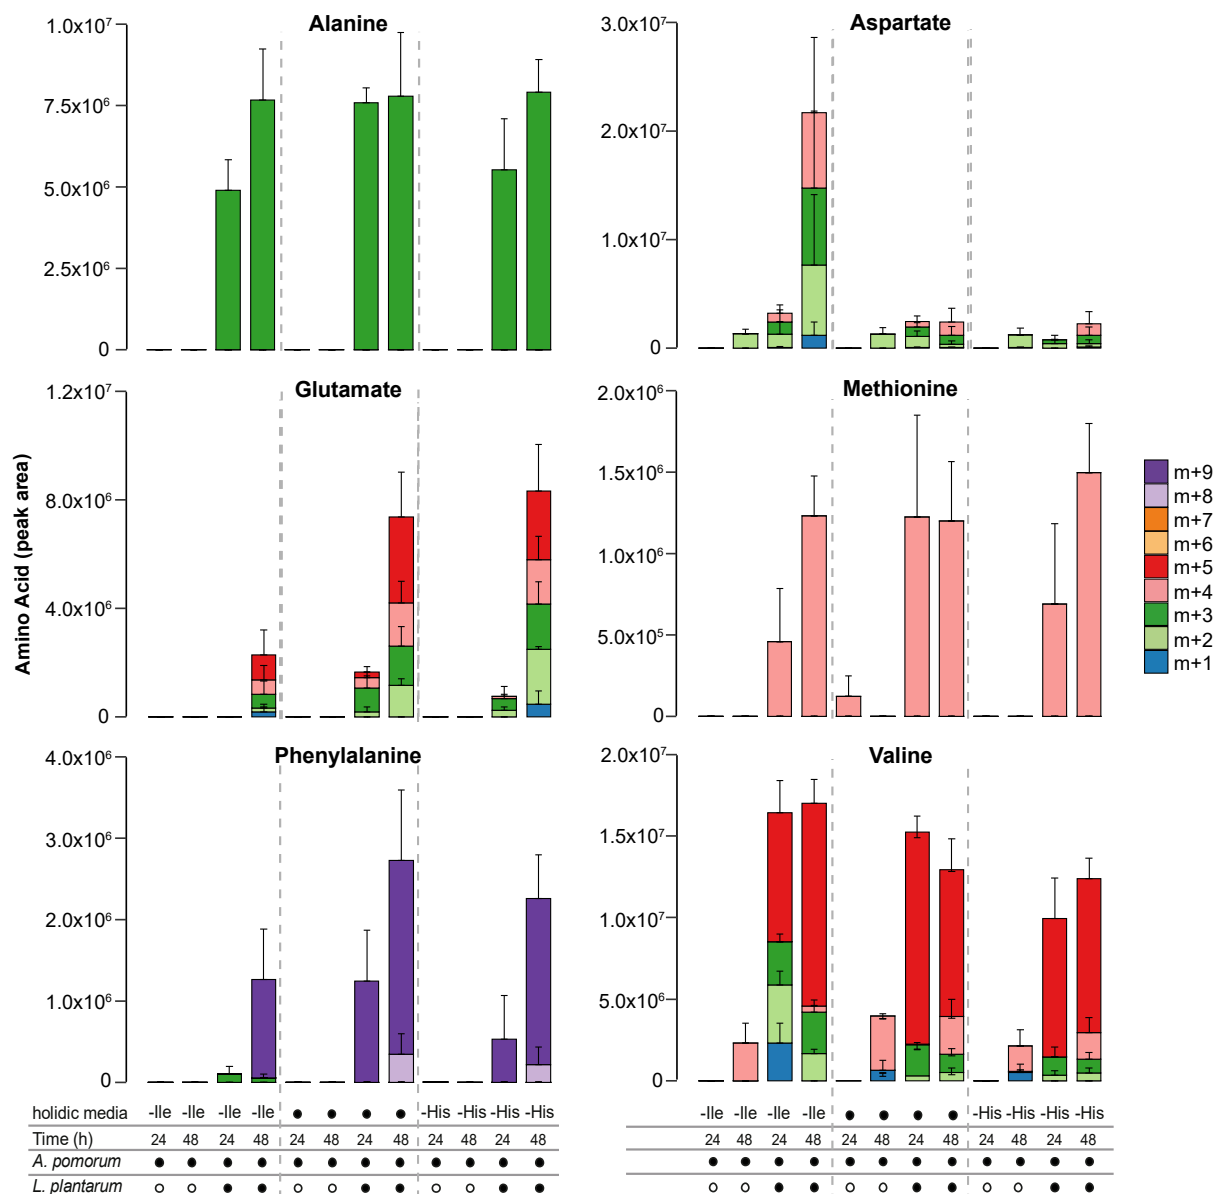 Alanine
1.0x10⁷
7.5x10⁶
5.0x10⁶
2.5x10⁶
0
Aspartate
3.0x10⁷
2.0x10⁷
1.0x10⁷
0
Glutamate
1.2x10⁷
8.0x10⁶
4.0x10⁶
0
Methionine
2.0x10⁶
1.5x10⁶
1.0x10⁶
5.0x10⁵
0
Amino Acid (peak area)
m+9
m+8
m+7
m+6
m+5
m+4
m+3
m+2
m+1
Phenylalanine
4.0x10⁶
3.0x10⁶
2.0x10⁶
1.0x10⁶
0
Valine
2.0x10⁷
1.5x10⁷
1.0x10⁷
5.0x10⁶
0
holidic media -Ile -Ile -Ile -Ile ● ● ● ● -His -His -His -His
Time (h) 24 48 24 48 24 48 24 48 24 48 24 48
A. pomorum ● ● ● ● ● ● ● ● ● ● ● ●
L. plantarum ○ ○ ● ● ○ ○ ● ● ○ ○ ● ●
-Ile -Ile -Ile -Ile ● ● ● ● -His -His -His -His
24 48 24 48 24 48 24 48 24 48 24 48
● ● ● ● ● ● ● ● ● ● ● ●
○ ○ ● ● ○ ○ ● ● ○ ○ ● ●